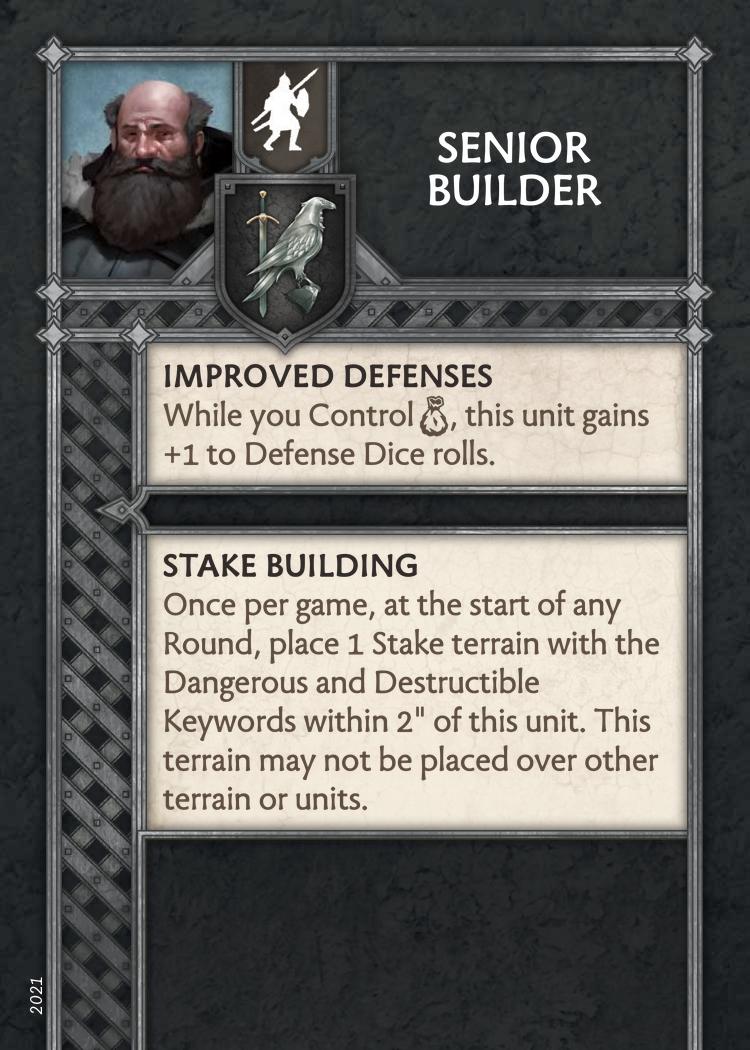 SENIOR
BUILDER
IMPROVED DEFENSES
While you Control , this unit gains
+1 to Defense Dice rolls.
STAKE BUILDING
Once per game, at the start of any
Round, place 1 Stake terrain with the
Dangerous and Destructible
Keywords within 2" of this unit. This
terrain may not be placed over other
terrain or units.
2021